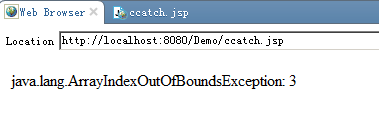 Web Browser ccatch.jsp
Location http://localhost:8080/Demo/ccatch.jsp
java.lang.ArrayIndexOutOfBoundsException: 3